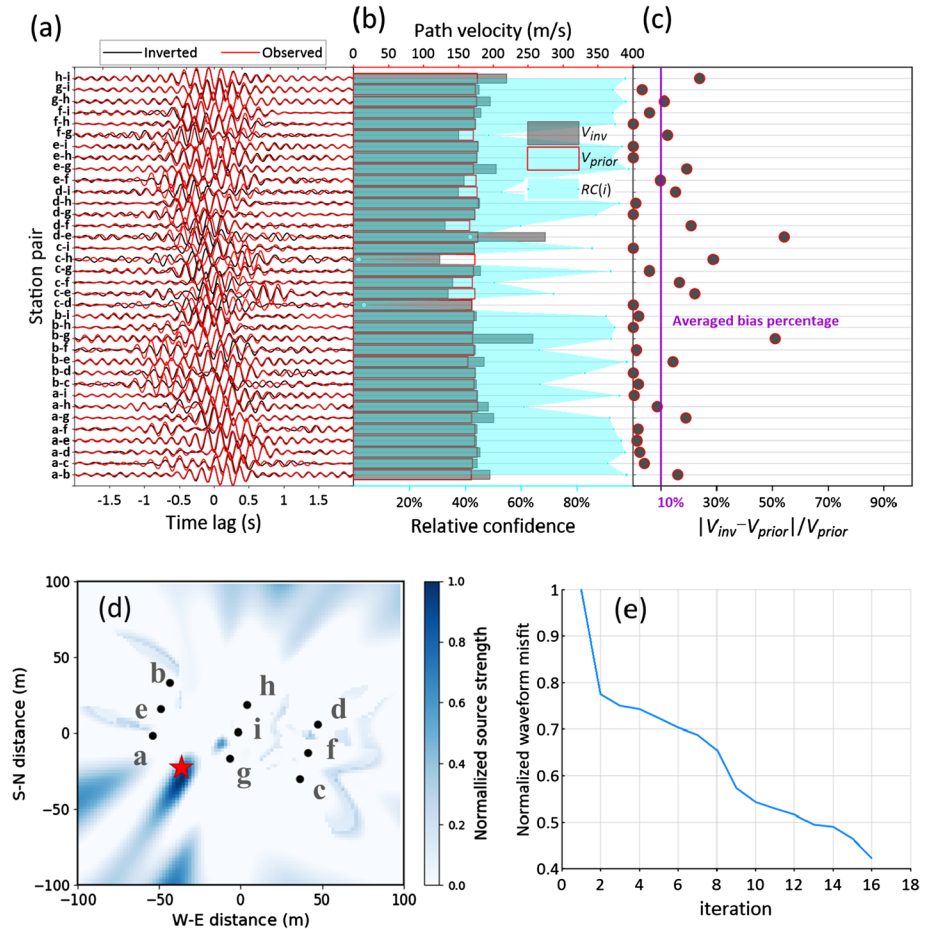 (a)
(b)
(c)
Path velocity (m/s)
0 50 100 150 200 250 300 350 400
Inverted
Observed
Station pair
h-i
g-i
g-h
f-i
f-h
f-g
e-i
e-h
e-g
e-f
d-i
d-h
d-g
d-f
d-e
c-i
c-h
c-g
c-f
c-e
c-d
b-i
b-h
b-g
b-f
b-e
b-d
b-c
a-i
a-h
a-g
a-f
a-e
a-d
a-c
a-b
V_inv
V_prior
RC(i)
Averaged bias percentage
-1.5 -1 -0.5 0 0.5 1 1.5
Time lag (s)
20% 40% 60% 80% 100%
Relative confidence
10% 30% 50% 70% 90%
|V_inv−V_prior|/V_prior
(d)
100
50
0
−50
−100
S-N distance (m)
b
e
a
h
i
g
d
f
c
−100 −50 0 50 100
W-E distance (m)
1.0
0.8
0.6
0.4
0.2
0.0
Normallized source strength
(e)
1
0.9
0.8
0.7
0.6
0.5
0.4
Normalized waveform misfit
0 2 4 6 8 10 12 14 16 18
iteration